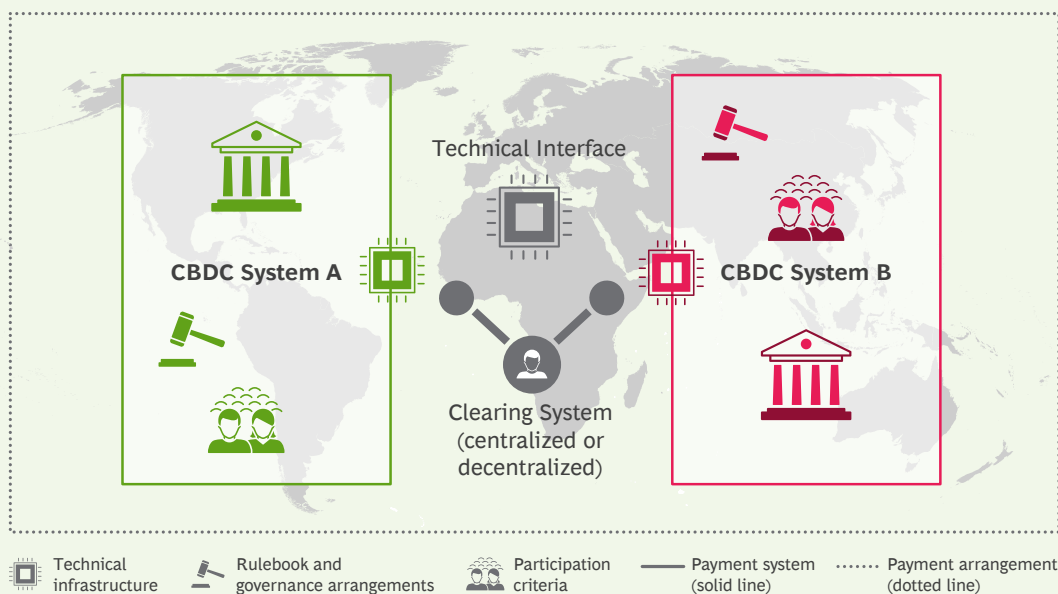 Technical Interface
CBDC System A
CBDC System B
Clearing System
(centralized or
decentralized)
Technical
infrastructure
Rulebook and
governance arrangements
Participation
criteria
Payment system
(solid line)
Payment arrangement
(dotted line)